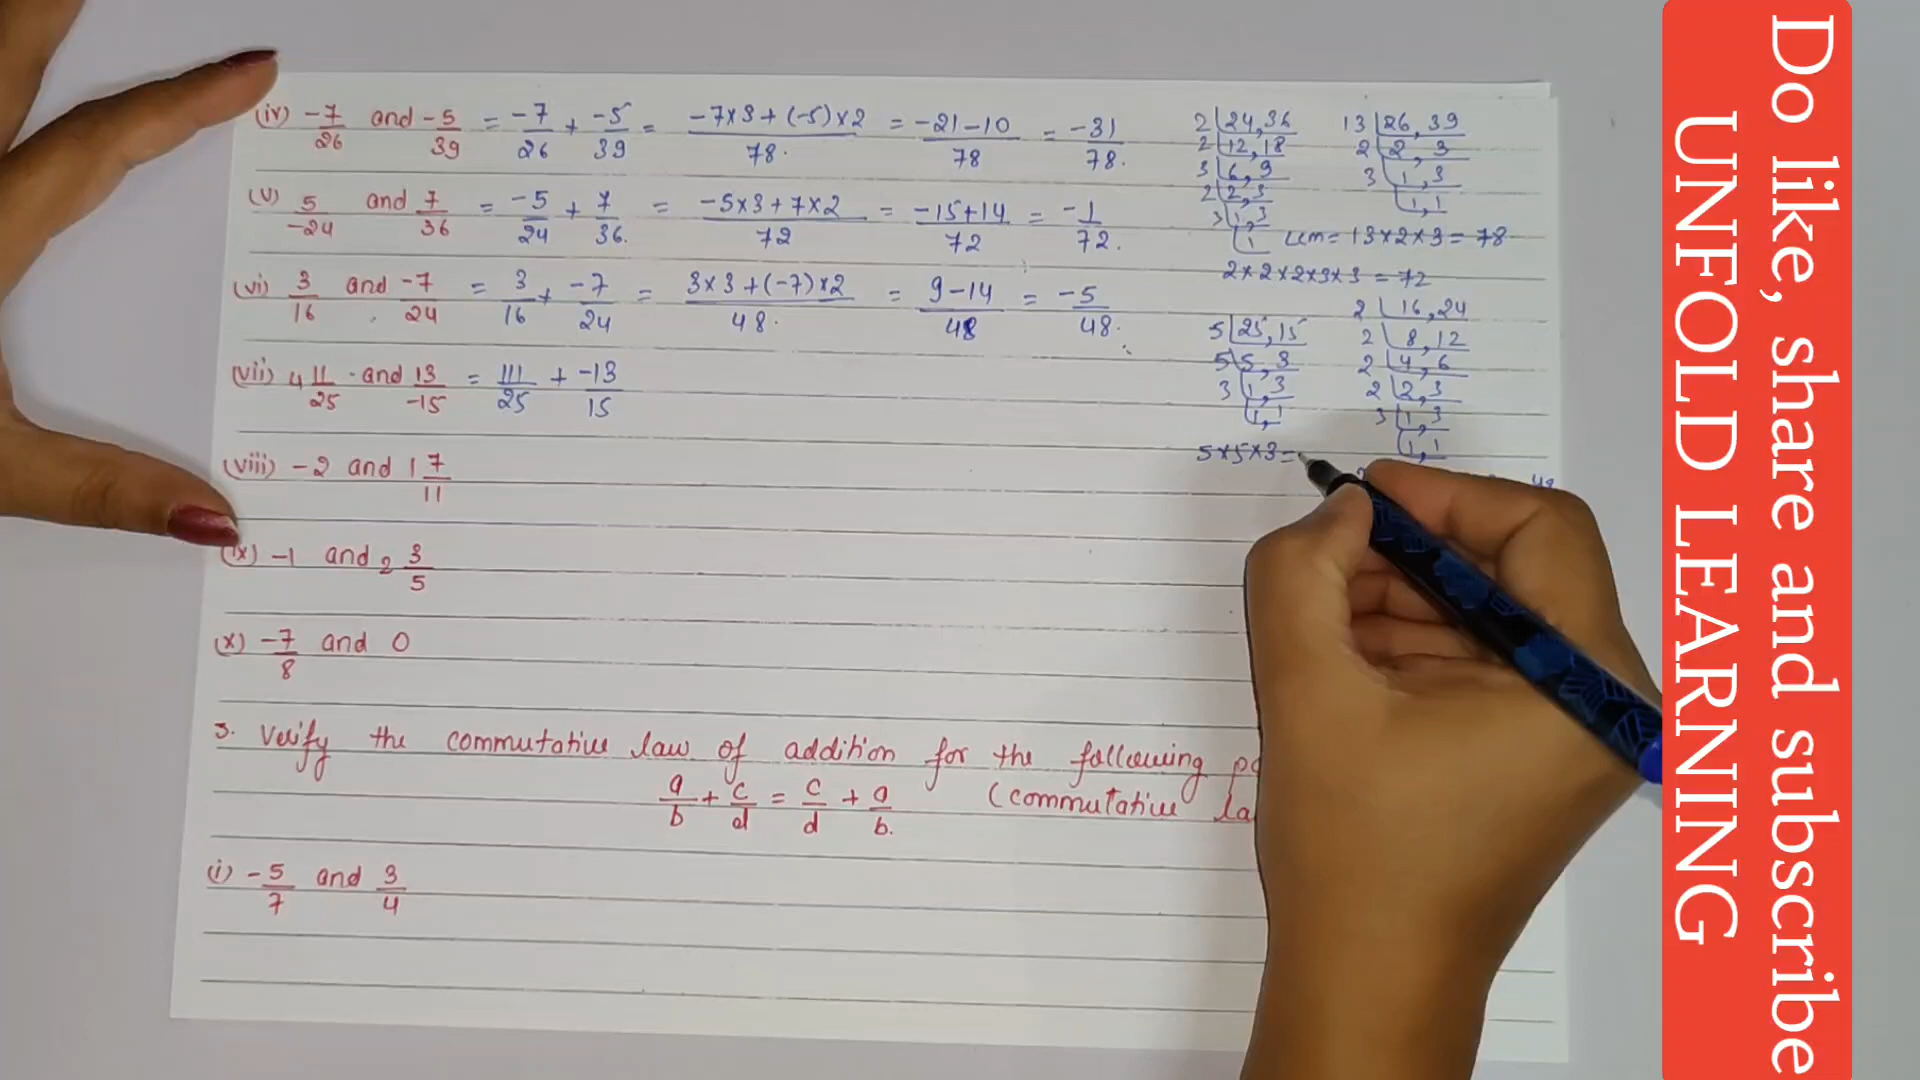 (iv) -7/26 and -5/39 = -7/26 + -5/39 = -7×3+(-5)×2/78. = -21-10/78 = -31/78.
(v) 5/-24 and 7/36 = -5/24 + 7/36. = -5×3+7×2/72 = -15+14/72 = -1/72.
(vi) 3/16 and -7/24 = 3/16 + -7/24 = 3×3+(-7)×2/48. = 9-14/48 = -5/48.
(vii) 4 11/25 and 13/-15 = 111/25 + -13/15
(viii) -2 and 1 7/11
(ix) -1 and 2 3/5
(x) -7/8 and 0
3. Verify the commutative law of addition for the following
a/b + c/d = c/d + a/b. (commutative
(i) -5/7 and 3/4
2 24,36
2 12,18
3 6,9
2 2,3
3 1,3
1
13 26,39
2 2,3
3 1,3
1,1
LCM = 13×2×3 = 78
2×2×2×3×3 = 72
5 25,15
5 5,3
3 1,3
1,1
5×5×3=
2 16,24
2 8,12
2 4,6
2 2,3
3 1,3
1,1
48
Do like, share and subscribe
UNFOLD LEARNING